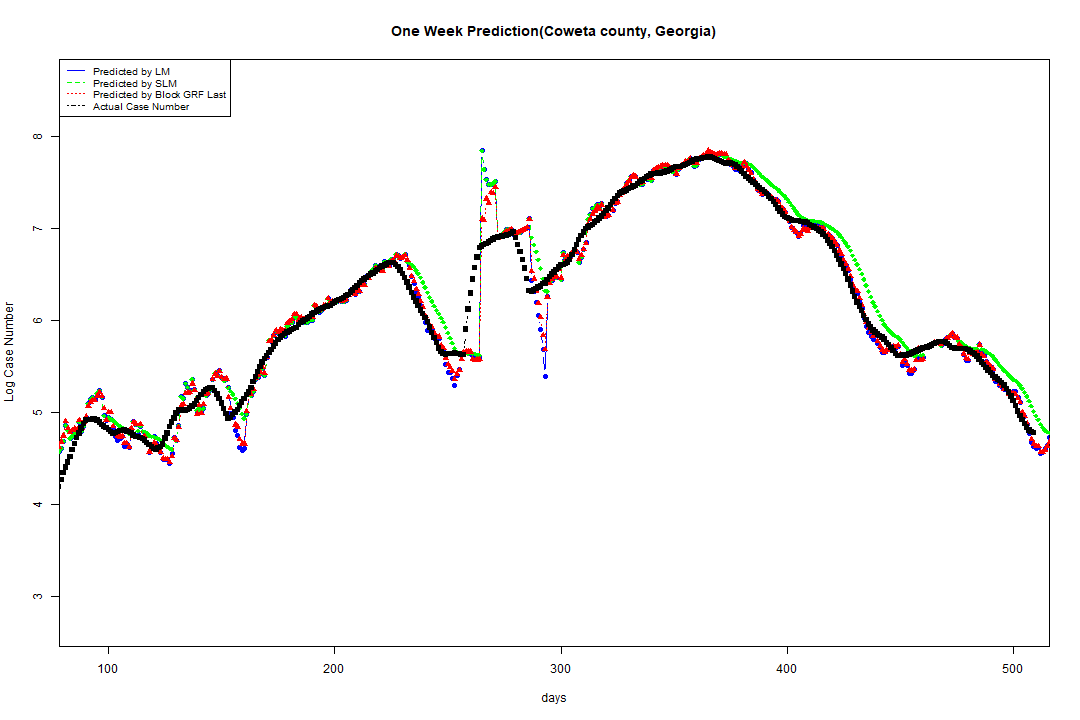 One Week Prediction(Coweta county, Georgia)
Predicted by LM
Predicted by SLM
Predicted by Block GRF Last
Actual Case Number
8
7
6
5
4
3
Log Case Number
100 200 300 400 500
days